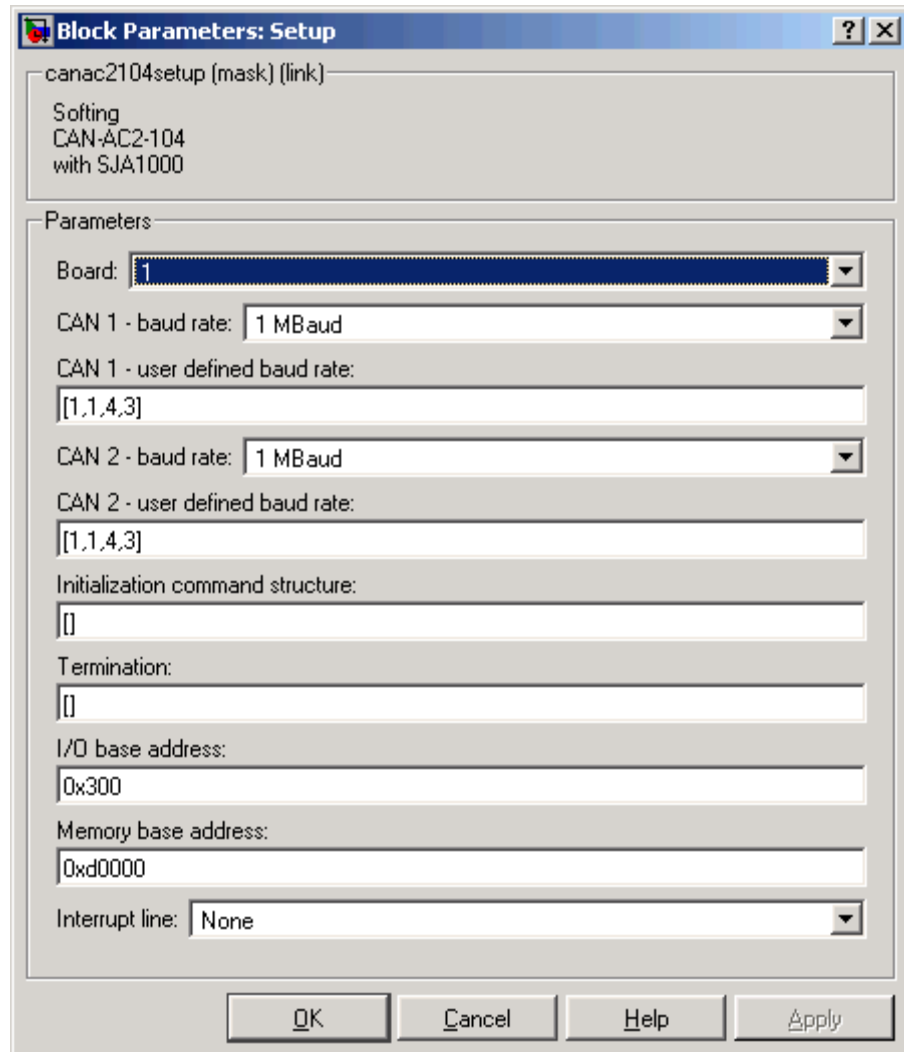 Block Parameters: Setup
canac2104setup (mask) (link)
Softing
CAN-AC2-104
with SJA1000
Parameters
Board: 1
CAN 1 - baud rate: 1 MBaud
CAN 1 - user defined baud rate:
[1,1,4,3]
CAN 2 - baud rate: 1 MBaud
CAN 2 - user defined baud rate:
[1,1,4,3]
Initialization command structure:
[]
Termination:
[]
I/O base address:
0x300
Memory base address:
0xd0000
Interrupt line: None
OK Cancel Help Apply